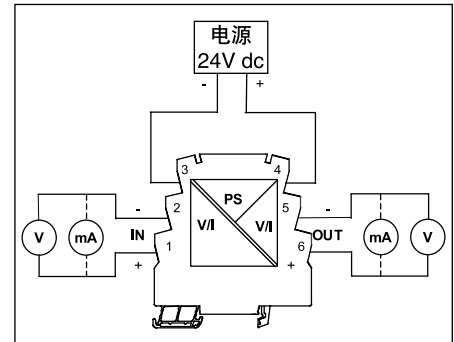 电源
24V dc
- +
3 4
PS
2 5
- -
V mA IN V/I V/I OUT mA V
1 6
+ +